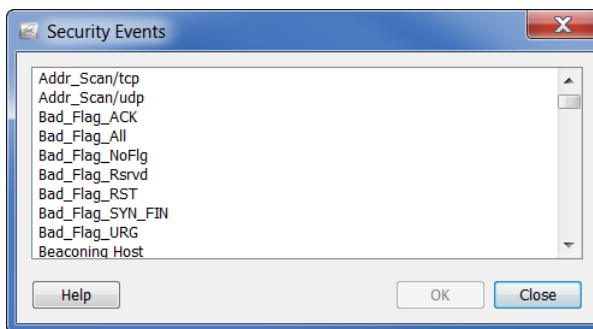 Security Events
Addr_Scan/tcp
Addr_Scan/udp
Bad_Flag_ACK
Bad_Flag_All
Bad_Flag_NoFlg
Bad_Flag_Rsrvd
Bad_Flag_RST
Bad_Flag_SYN_FIN
Bad_Flag_URG
Beaconing Host
Help OK Close